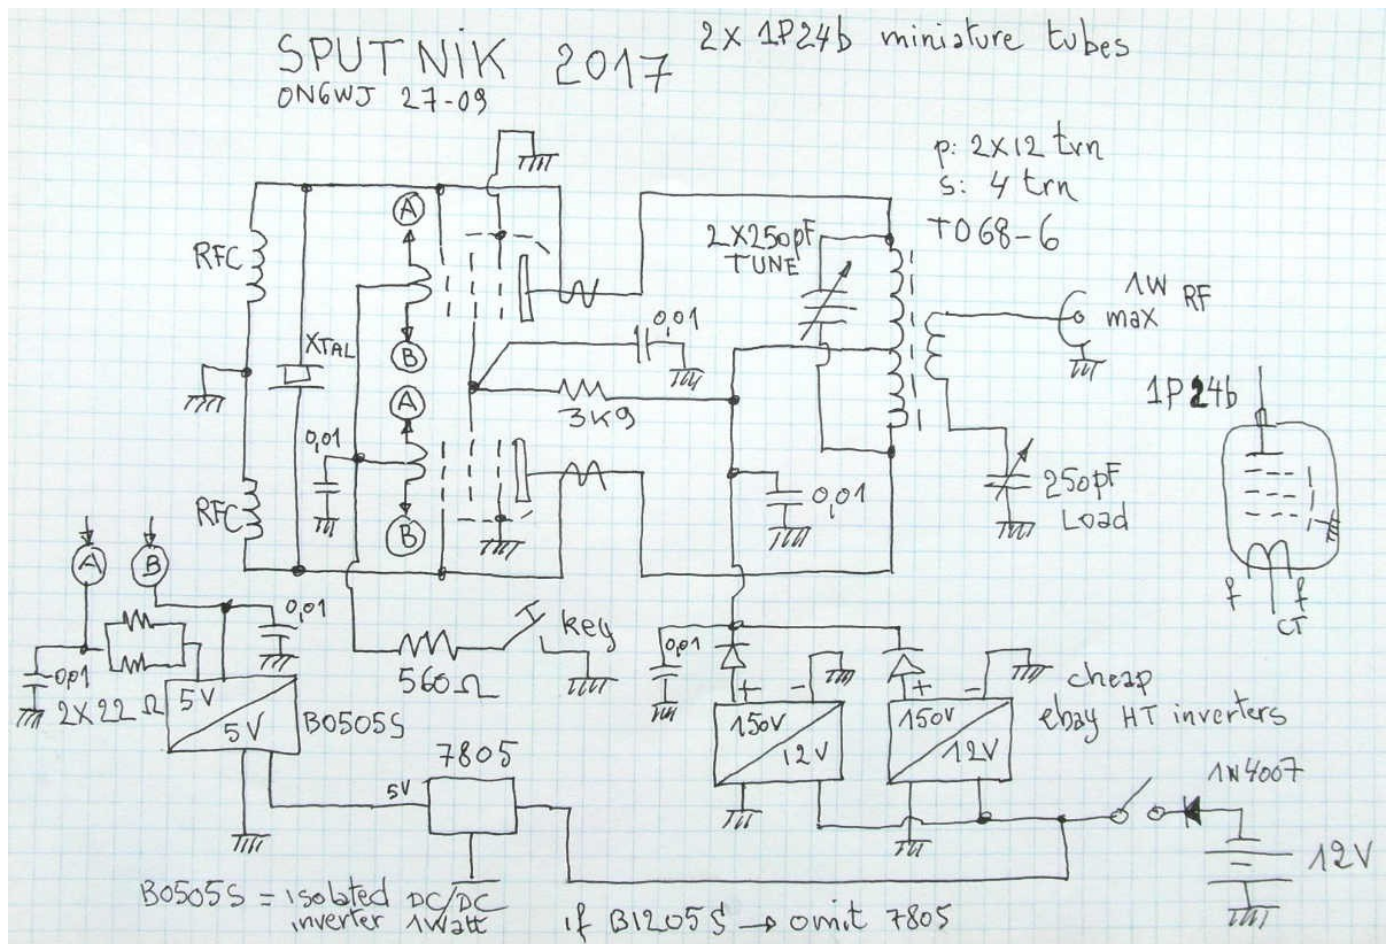 SPUTNiK 2017
2X 1P24b miniature tubes
ON6WJ 27-09
p: 2X12 trn
s: 4 trn
TO68-6
A
RFC
2X250pF
TUNE
1W RF
max
0,01
XTAL
B
1P24b
A
3K9
0,01
250pF
Load
0,01
RFC
B
A
B
f
f
CT
0,01
key
0,01
0,01
560Ω
2X22Ω
5V
5V
B0505S
150V
12V
+
-
150V
12V
+
-
cheap
ebay HT inverters
7805
5V
1N4007
12V
B0505S = isolated DC/DC
inverter 1Watt
if B1205S → omit 7805